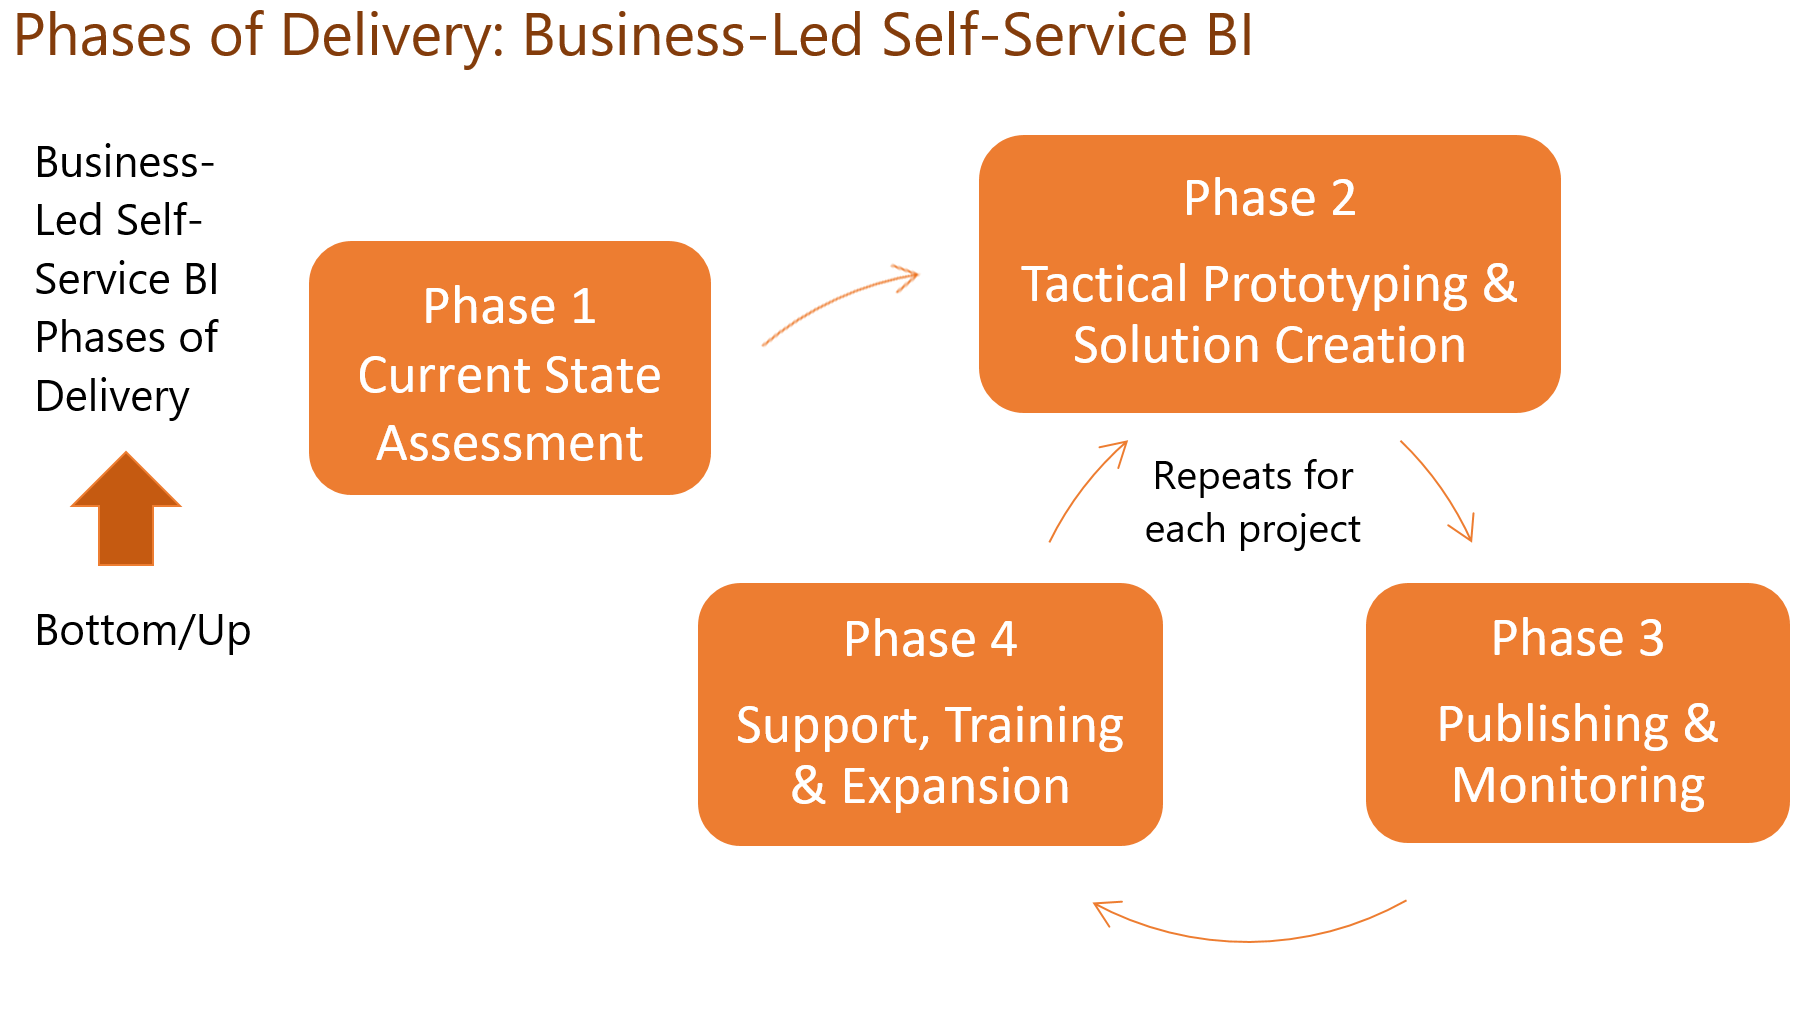 Phases of Delivery: Business-Led Self-Service BI
Business-
Led Self-
Service BI
Phases of
Delivery
Bottom/Up
Phase 1
Current State
Assessment
Phase 2
Tactical Prototyping &
Solution Creation
Repeats for
each project
Phase 3
Publishing &
Monitoring
Phase 4
Support, Training
& Expansion